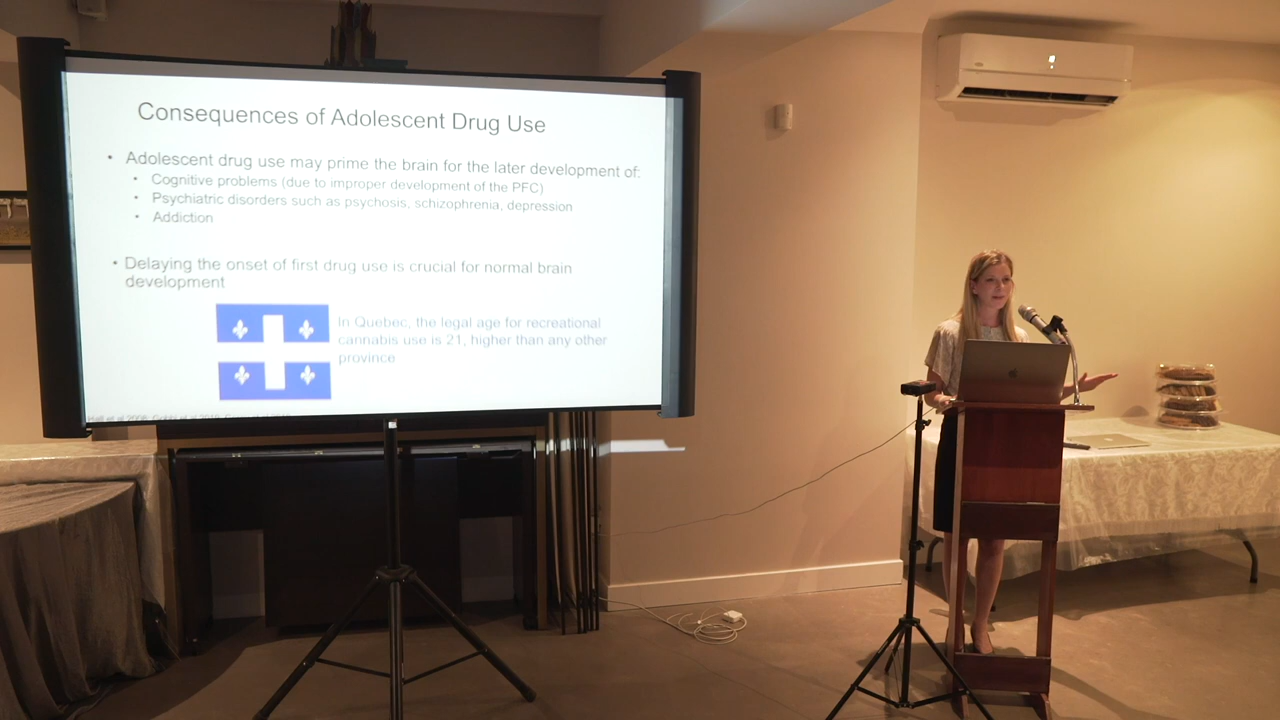 Consequences of Adolescent Drug Use
• Adolescent drug use may prime the brain for the later development of:
• Cognitive problems (due to improper development of the PFC)
• Psychiatric disorders such as psychosis, schizophrenia, depression
• Addiction
• Delaying the onset of first drug use is crucial for normal brain
development
In Quebec, the legal age for recreational
cannabis use is 21, higher than any other
province